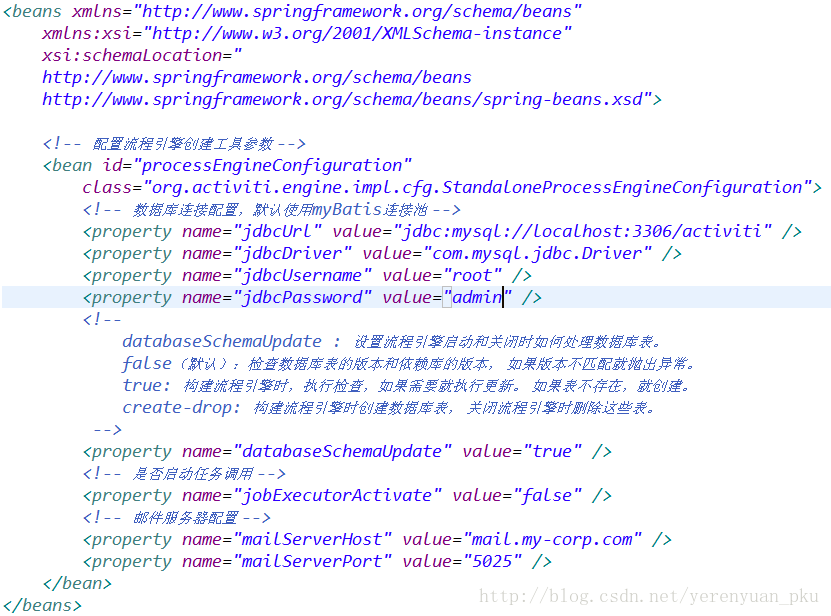 <beans xmlns="http://www.springframework.org/schema/beans"
xmlns:xsi="http://www.w3.org/2001/XMLSchema-instance"
xsi:schemaLocation="
http://www.springframework.org/schema/beans
http://www.springframework.org/schema/beans/spring-beans.xsd">
<!-- 配置流程引擎创建工具参数 -->
<bean id="processEngineConfiguration"
class="org.activiti.engine.impl.cfg.StandaloneProcessEngineConfiguration">
<!-- 数据库连接配置，默认使用myBatis连接池 -->
<property name="jdbcUrl" value="jdbc:mysql://localhost:3306/activiti" />
<property name="jdbcDriver" value="com.mysql.jdbc.Driver" />
<property name="jdbcUsername" value="root" />
<property name="jdbcPassword" value="admin" />
<!--
databaseSchemaUpdate : 设置流程引擎启动和关闭时如何处理数据库表。
false（默认）：检查数据库表的版本和依赖库的版本， 如果版本不匹配就抛出异常。
true: 构建流程引擎时，执行检查，如果需要就执行更新。 如果表不存在，就创建。
create-drop: 构建流程引擎时创建数据库表， 关闭流程引擎时删除这些表。
-->
<property name="databaseSchemaUpdate" value="true" />
<!-- 是否启动任务调用 -->
<property name="jobExecutorActivate" value="false" />
<!-- 邮件服务器配置 -->
<property name="mailServerHost" value="mail.my-corp.com" />
<property name="mailServerPort" value="5025" />
</bean>
</beans>
http://blog.csdn.net/yerenyuan_pku